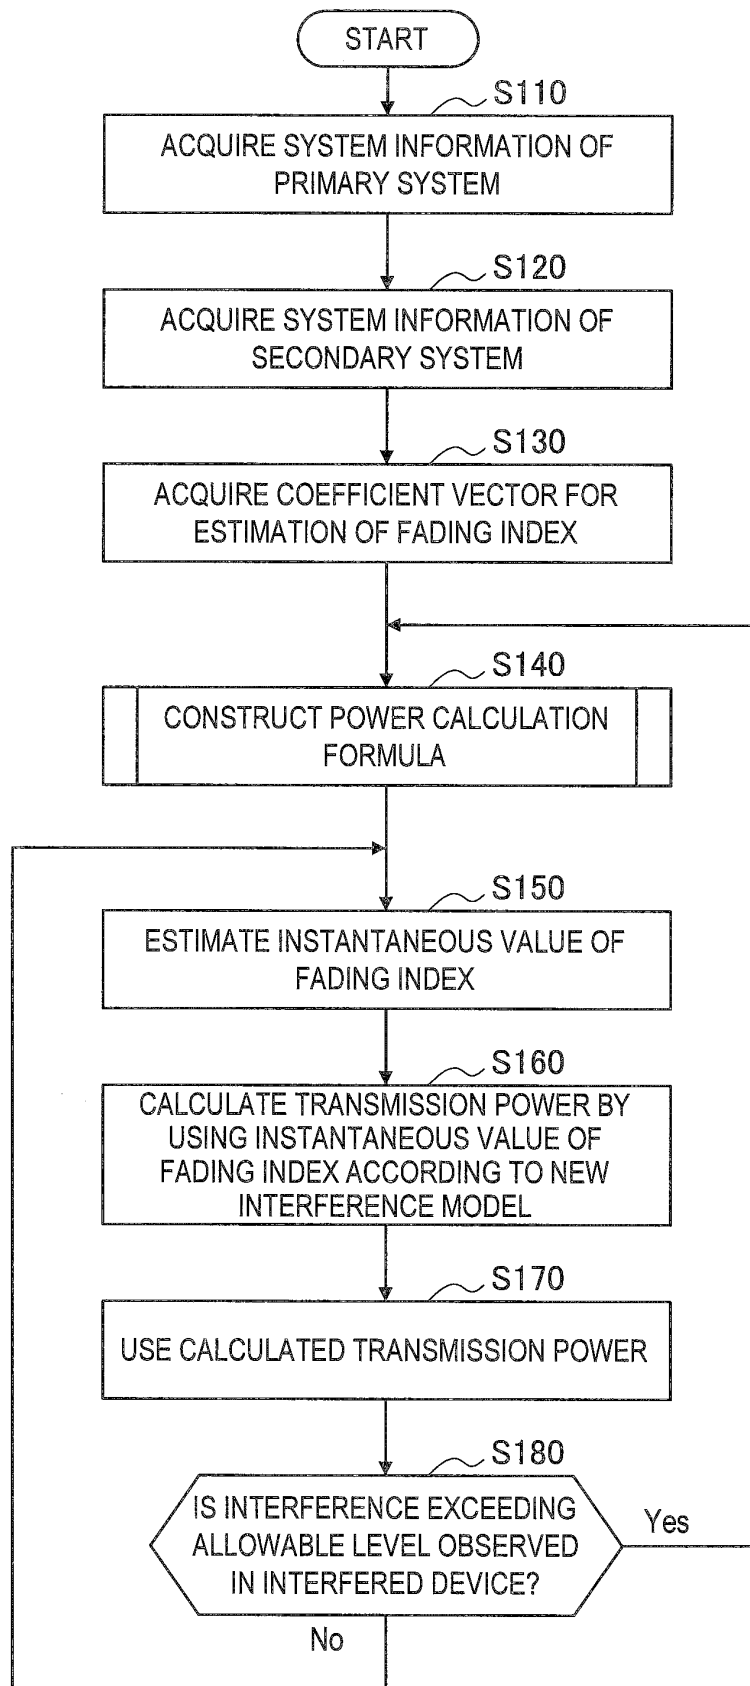 START
S110
ACQUIRE SYSTEM INFORMATION OF
PRIMARY SYSTEM
S120
ACQUIRE SYSTEM INFORMATION OF
SECONDARY SYSTEM
S130
ACQUIRE COEFFICIENT VECTOR FOR
ESTIMATION OF FADING INDEX
S140
CONSTRUCT POWER CALCULATION
FORMULA
S150
ESTIMATE INSTANTANEOUS VALUE OF
FADING INDEX
S160
CALCULATE TRANSMISSION POWER BY
USING INSTANTANEOUS VALUE OF
FADING INDEX ACCORDING TO NEW
INTERFERENCE MODEL
S170
USE CALCULATED TRANSMISSION POWER
S180
IS INTERFERENCE EXCEEDING
ALLOWABLE LEVEL OBSERVED
IN INTERFERED DEVICE?
Yes
No